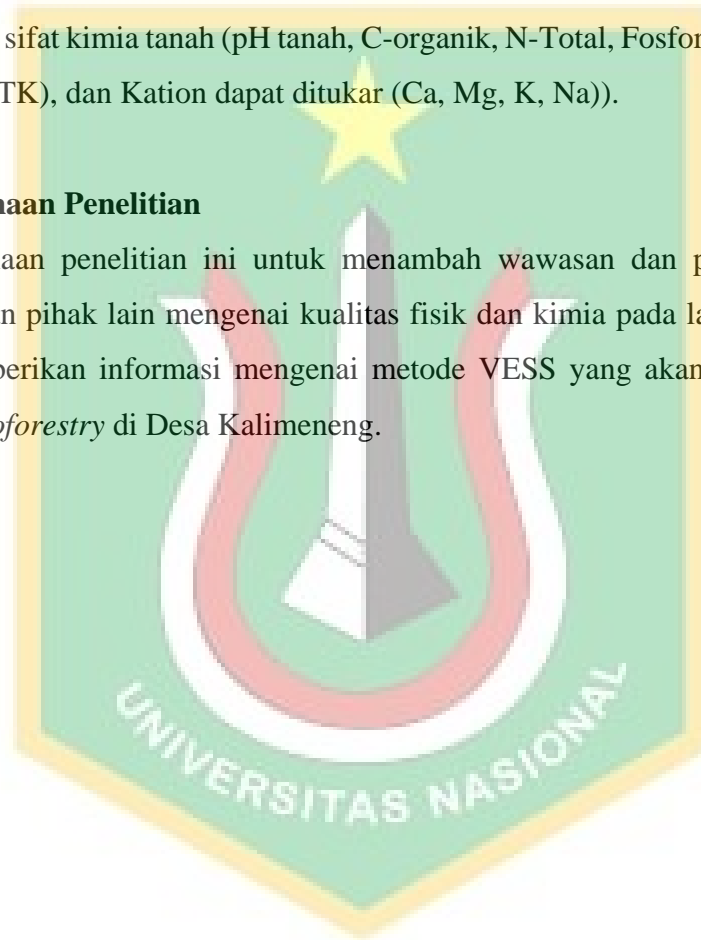 sifat kimia tanah (pH tanah, C-organik, N-Total, Fosfor
TK), dan Kation dapat ditukar (Ca, Mg, K, Na)).
naan Penelitian
aan penelitian ini untuk menambah wawasan dan p
n pihak lain mengenai kualitas fisik dan kimia pada la
berikan informasi mengenai metode VESS yang akan
oforestry di Desa Kalimeneng.
UNIVERSITAS NASIONAL